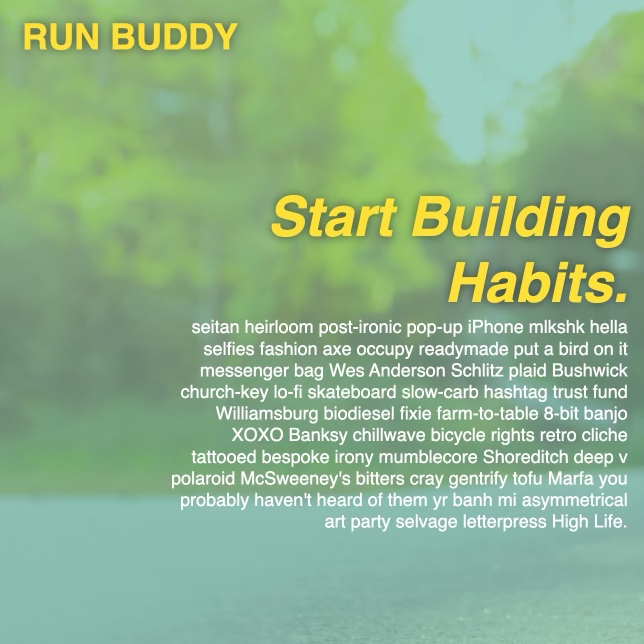 RUN BUDDY
Start Building
Habits.
seitan heirloom post-ironic pop-up iPhone mlkshk hella
selfies fashion axe occupy readymade put a bird on it
messenger bag Wes Anderson Schlitz plaid Bushwick
church-key lo-fi skateboard slow-carb hashtag trust fund
Williamsburg biodiesel fixie farm-to-table 8-bit banjo
XOXO Banksy chillwave bicycle rights retro cliche
tattooed bespoke irony mumblecore Shoreditch deep v
polaroid McSweeney's bitters cray gentrify tofu Marfa you
probably haven't heard of them yr banh mi asymmetrical
art party selvage letterpress High Life.